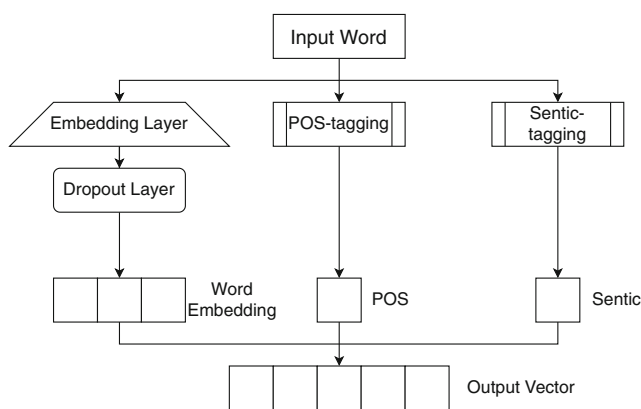 Input Word
Embedding Layer
POS-tagging
Sentic-
tagging
Dropout Layer
Word
Embedding
POS
Sentic
Output Vector